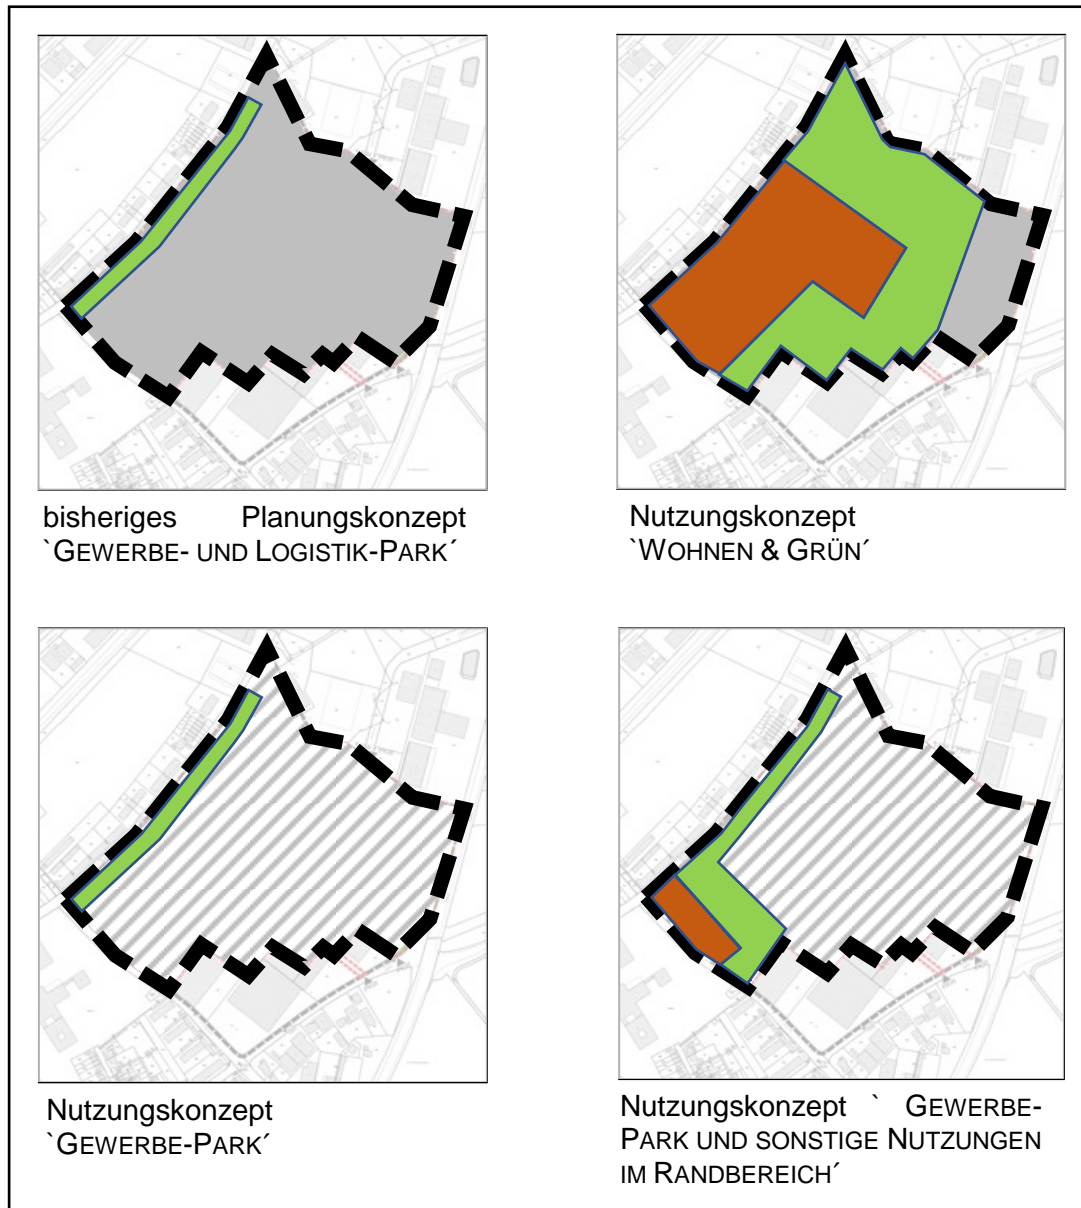 bisheriges Planungskonzept
`GEWERBE- UND LOGISTIK-PARK´
Nutzungskonzept
`WOHNEN & GRÜN´
Nutzungskonzept
`GEWERBE-PARK´
Nutzungskonzept ` GEWERBE-
PARK UND SONSTIGE NUTZUNGEN
IM RANDBEREICH´